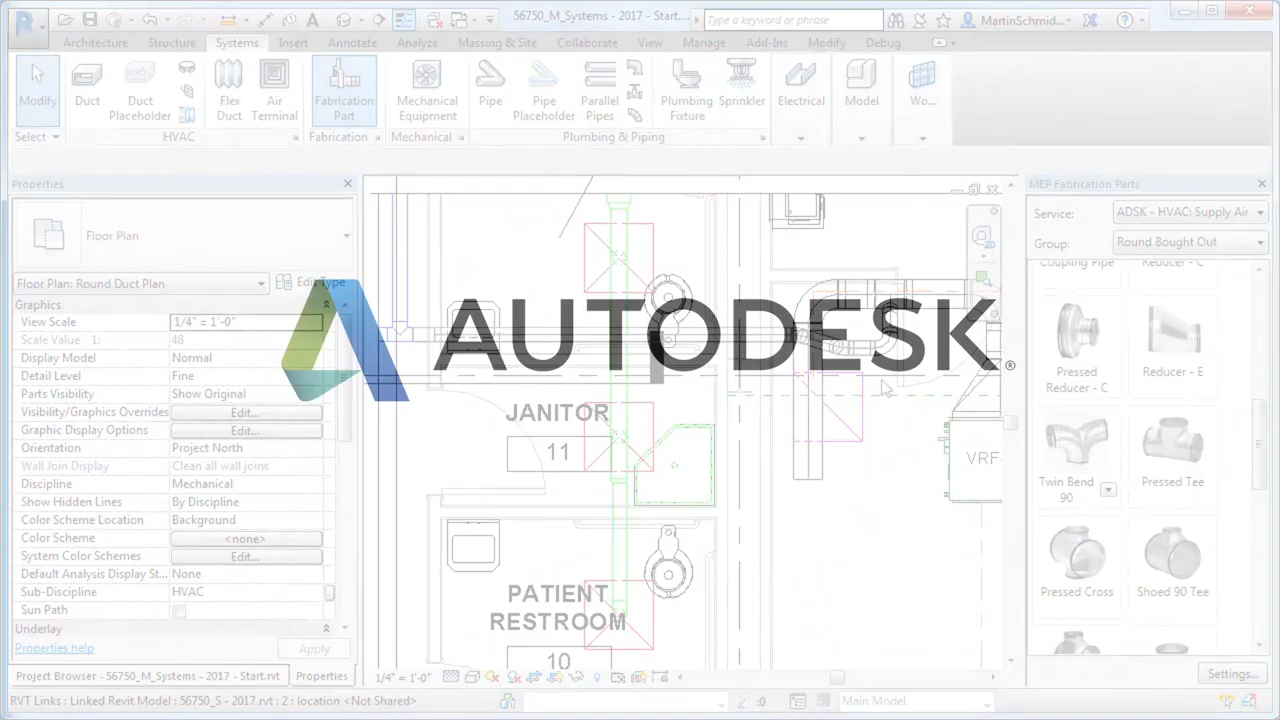 56750_M_Systems - 2017 - Start....
Type a keyword or phrase
MartinSchmid...
Architecture
Structure
Systems
Insert
Annotate
Analyze
Massing & Site
Collaborate
View
Manage
Add-Ins
Modify
Debug
Modify
Duct
Duct
Placeholder
Flex
Duct
Air
Terminal
Fabrication
Part
Mechanical
Equipment
Pipe
Pipe
Placeholder
Parallel
Pipes
Plumbing
Fixture
Sprinkler
Electrical
Model
Wo...
Select
HVAC
Fabrication
Mechanical
Plumbing & Piping
Properties
Floor Plan
Floor Plan: Round Duct Plan
Edit Type
Graphics
View Scale 1/4" = 1'-0"
Scale Value 1: 48
Display Model Normal
Detail Level Fine
Parts Visibility Show Original
Visibility/Graphics Overrides Edit...
Graphic Display Options Edit...
Orientation Project North
Wall Join Display Clean all wall joins
Discipline Mechanical
Show Hidden Lines By Discipline
Color Scheme Location Background
Color Scheme <none>
System Color Schemes Edit...
Default Analysis Display St... None
Sub-Discipline HVAC
Sun Path
Underlay
Properties help
Apply
Project Browser - 56750_M_Systems - 2017 - Start.rvt
Properties
2D
AUTODESK®
JANITOR
11
VRF-
PATIENT
RESTROOM
10
1/4" = 1'-0"
MEP Fabrication Parts
Service: ADSK - HVAC: Supply Air
Group: Round Bought Out
Coupling Pipe
Reducer - C
Pressed
Reducer - C
Reducer - E
Twin Bend
90
Pressed Tee
Pressed Cross
Shoed 90 Tee
Settings...
RVT Links : Linked Revit Model : 56750_S - 2017.rvt : 2 : location <Not Shared>
:0
Main Model